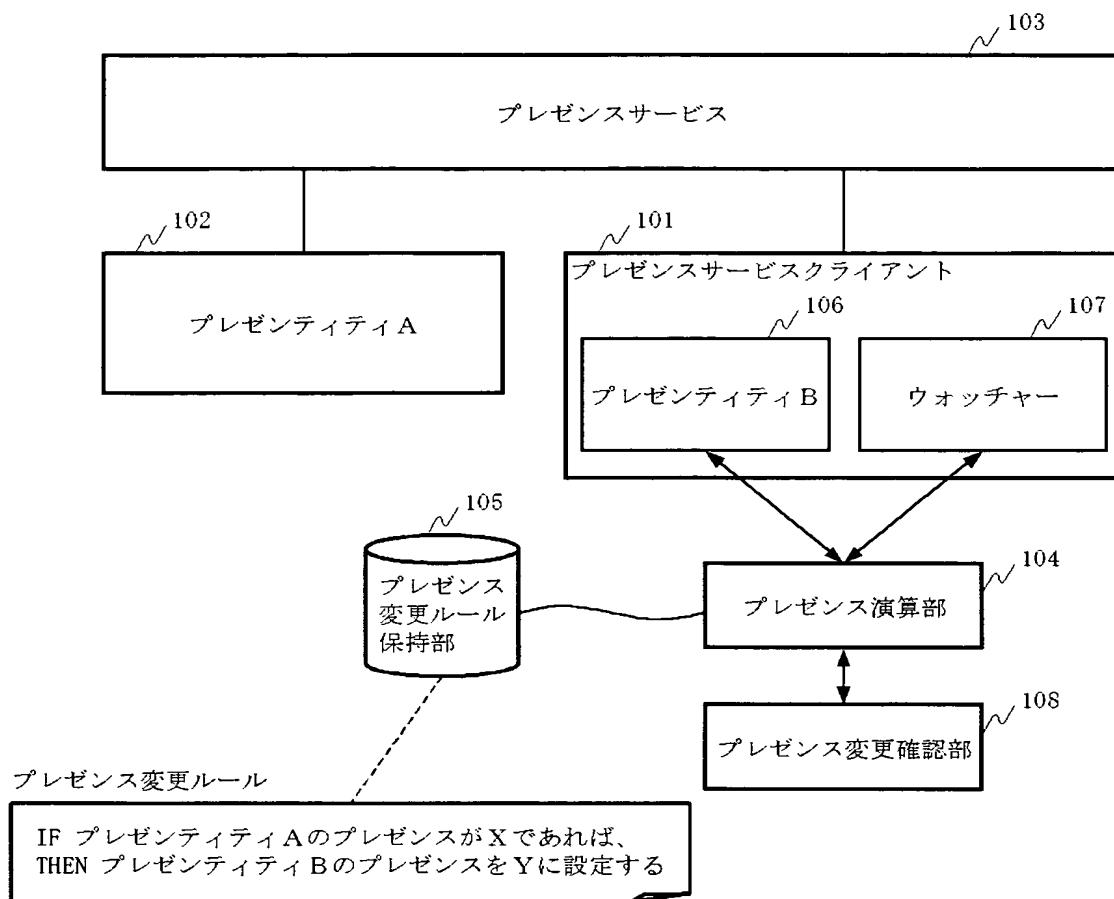 103
プレゼンスサービス
102
プレゼンティティA
101
プレゼンスサービスクライアント
106
プレゼンティティB
107
ウォッチャー
105
プレゼンス
変更ルール
保持部
104
プレゼンス演算部
108
プレゼンス変更確認部
プレゼンス変更ルール
IF プレゼンティティAのプレゼンスがXであれば、
THEN プレゼンティティBのプレゼンスをYに設定する